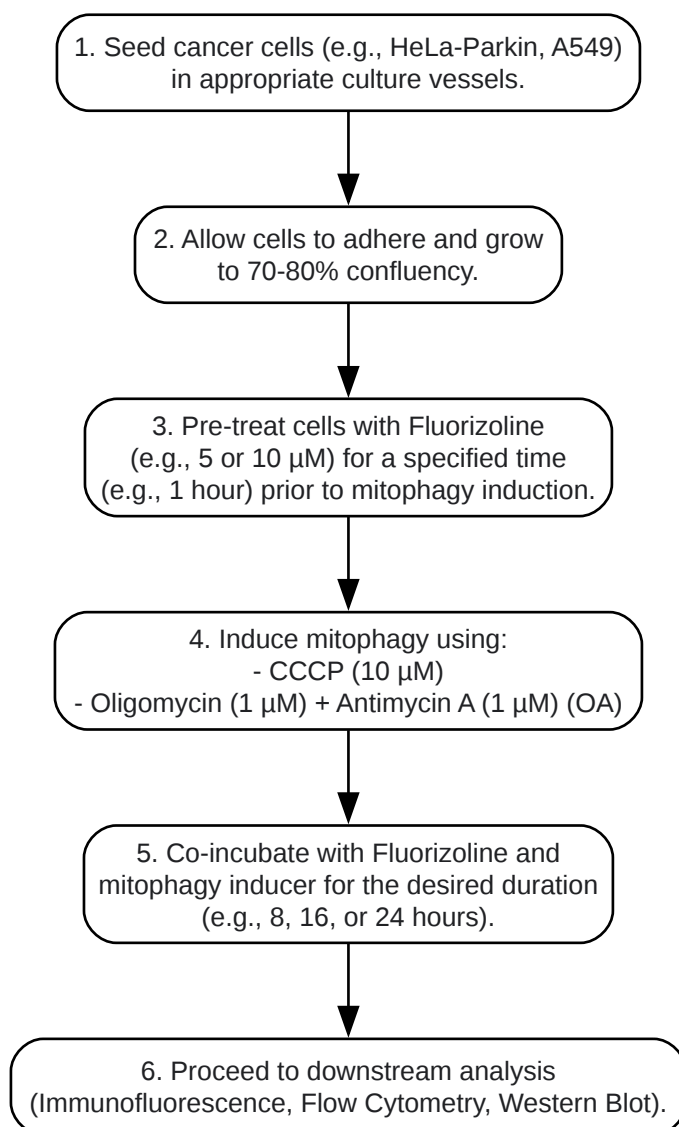 1. Seed cancer cells (e.g., HeLa-Parkin, A549)
in appropriate culture vessels.
2. Allow cells to adhere and grow
to 70-80% confluency.
3. Pre-treat cells with Fluorizoline
(e.g., 5 or 10 µM) for a specified time
(e.g., 1 hour) prior to mitophagy induction.
4. Induce mitophagy using:
- CCCP (10 µM)
- Oligomycin (1 µM) + Antimycin A (1 µM) (OA)
5. Co-incubate with Fluorizoline and
mitophagy inducer for the desired duration
(e.g., 8, 16, or 24 hours).
6. Proceed to downstream analysis
(Immunofluorescence, Flow Cytometry, Western Blot).